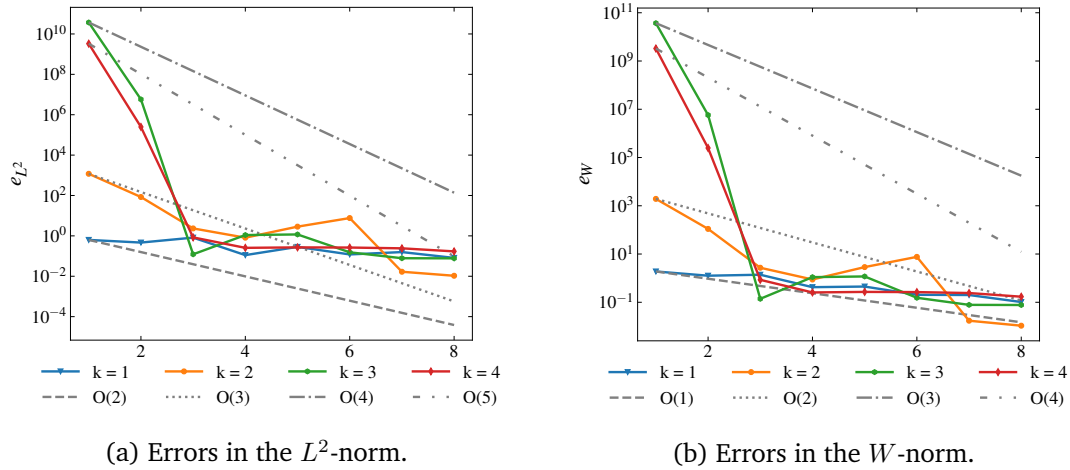 10^10
10^8
10^6
10^4
10^2
10^0
10^−2
10^−4
e_{L^2}
2 4 6 8
k = 1 k = 2 k = 3 k = 4
O(2) O(3) O(4) O(5)
(a) Errors in the L^2-norm.
10^11
10^9
10^7
10^5
10^3
10^1
10^−1
e_W
2 4 6 8
k = 1 k = 2 k = 3 k = 4
O(1) O(2) O(3) O(4)
(b) Errors in the W-norm.